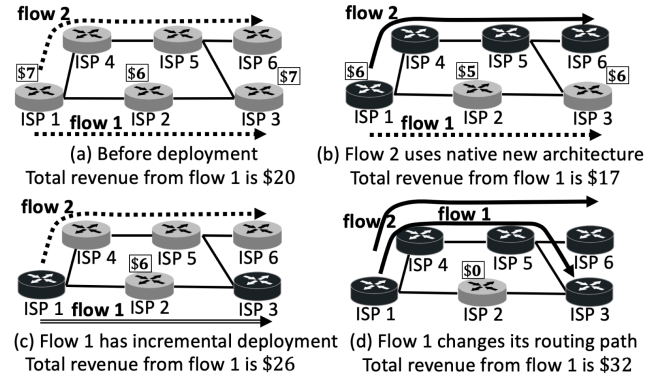 flow 2
ISP 4 ISP 5 ISP 6
$7 $6 $7
ISP 1 ISP 2 ISP 3
flow 1
(a) Before deployment
Total revenue from flow 1 is $20
flow 2
ISP 4 ISP 5 ISP 6
$6 $5 $6
ISP 1 ISP 2 ISP 3
flow 1
(b) Flow 2 uses native new architecture
Total revenue from flow 1 is $17
flow 2
ISP 4 ISP 5 ISP 6
$6
ISP 1 ISP 2 ISP 3
flow 1
(c) Flow 1 has incremental deployment
Total revenue from flow 1 is $26
flow 2 flow 1
ISP 4 ISP 5 ISP 6
$0
ISP 1 ISP 2 ISP 3
(d) Flow 1 changes its routing path
Total revenue from flow 1 is $32